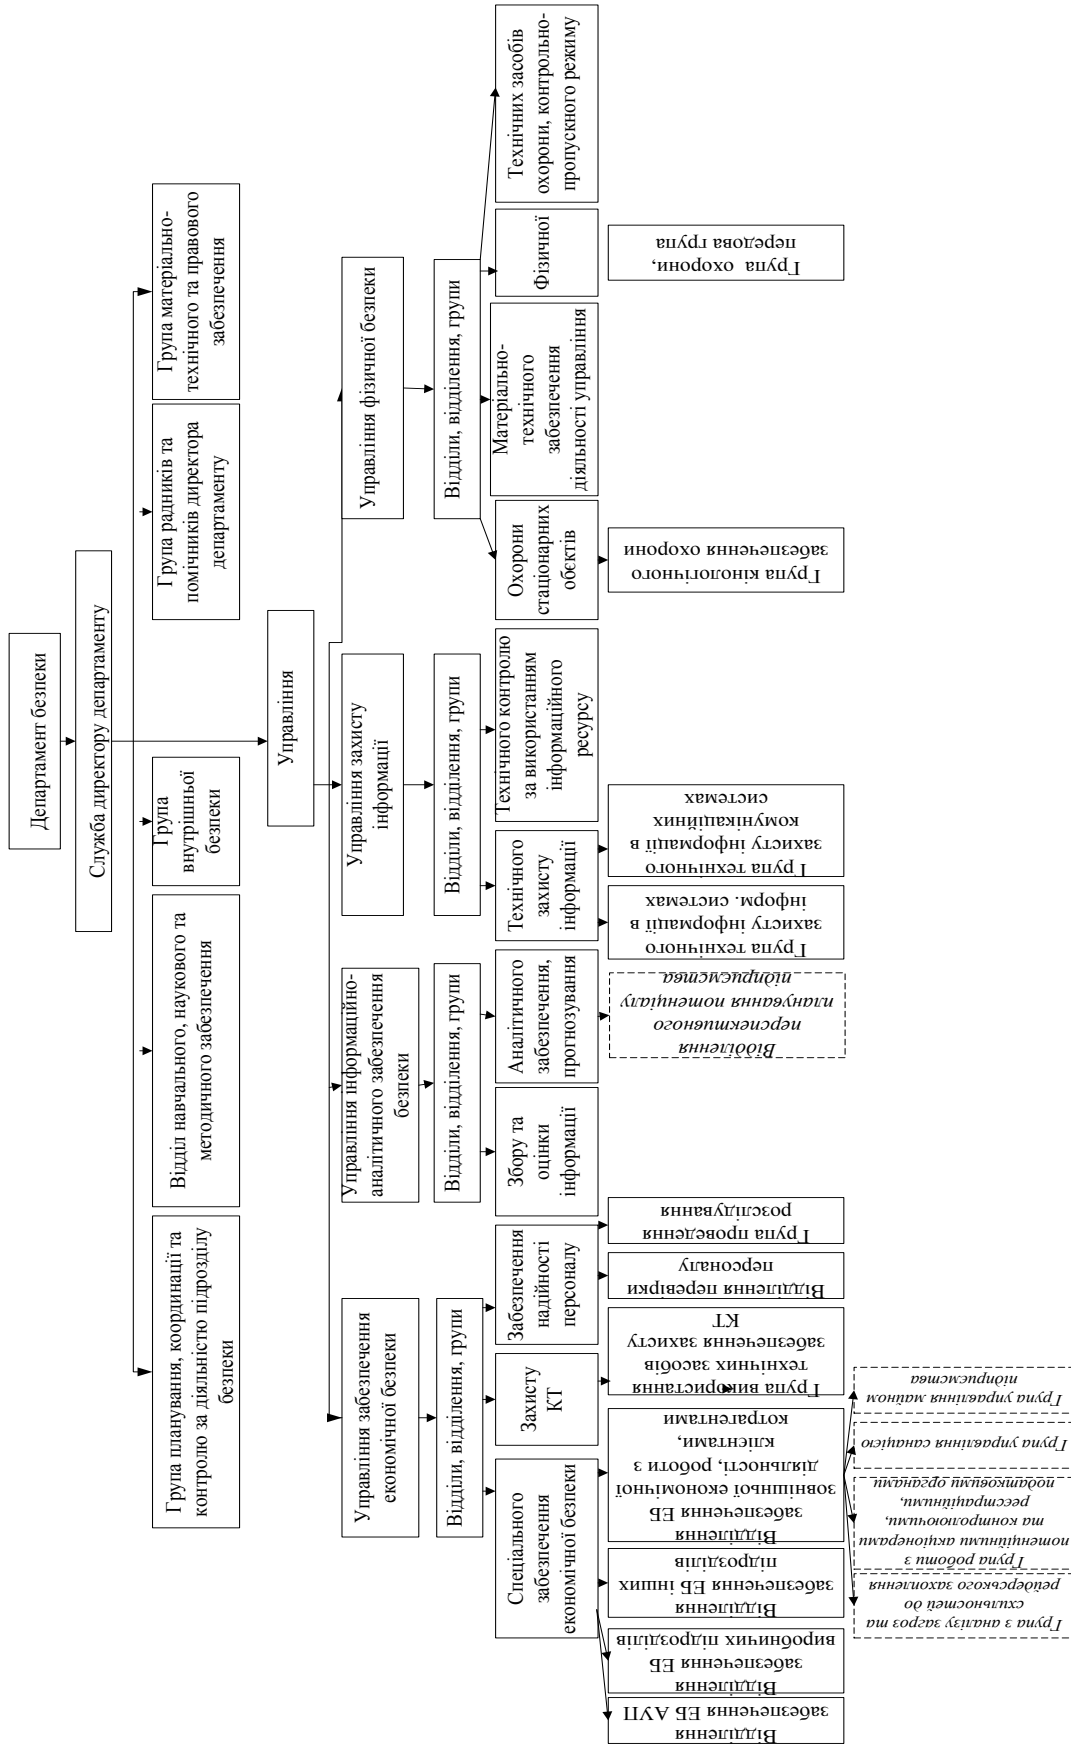 Департамент безпеки
Служба директору департаменту
Група планування, координації та
контролю за діяльністю підрозділу
безпеки
Відділ навчального, наукового та
методичного забезпечення
Група
внутрішньої
безпеки
Група радників та
помічників директора
департаменту
Група матеріально-
технічного та правового
забезпечення
Управління
Управління забезпечення
економічної безпеки
Управління інформаційно-
аналітичного забезпечення
безпеки
Управління захисту
інформації
Управління фізичної безпеки
Відділи, відділення, групи
Відділи, відділення, групи
Відділи, відділення, групи
Відділи, відділення, групи
Спеціального
забезпечення
економічної безпеки
Захисту
КТ
Забезпечення
надійності
персоналу
Збору та
оцінки
інформації
Аналітичного
забезпечення,
прогнозування
Технічного
захисту
інформації
Технічного контролю
за використанням
інформаційного
ресурсу
Охорони
стаціонарних
обєктів
Матеріально-
технічного
забезпечення
діяльності управління
Фізичної
Технічних засобів
охорони, контрольно-
пропускного режиму
Відділення
забезпечення ЕБ АУП
Відділення
забезпечення ЕБ
виробничих підрозділів
Відділення
забезпечення ЕБ інших
підрозділів
Відділення
забезпечення ЕБ
зовнішньої економічної
діяльності, роботи з
клієнтами,
котрагентами
Група використання
технічних засобів
забезпечення захисту
КТ
Відділення перевірки
персоналу
Група проведення
розслідування
Відділення
перспективного
планування потенціалу
підприємства
Група технічного
захисту інформації в
інформ. системах
Група технічного
захисту інформації в
комунікаційних
системах
Група кінологічного
забезпечення охорони
Група охорони,
передова група
Група з аналізу загроз та
схильностей до
рейдерського захоплення
Група роботи з
потенційними акціонерами
та контролюючими,
реєстраційними,
податковими органами
Група управління санацією
Група управління майном
підприємства